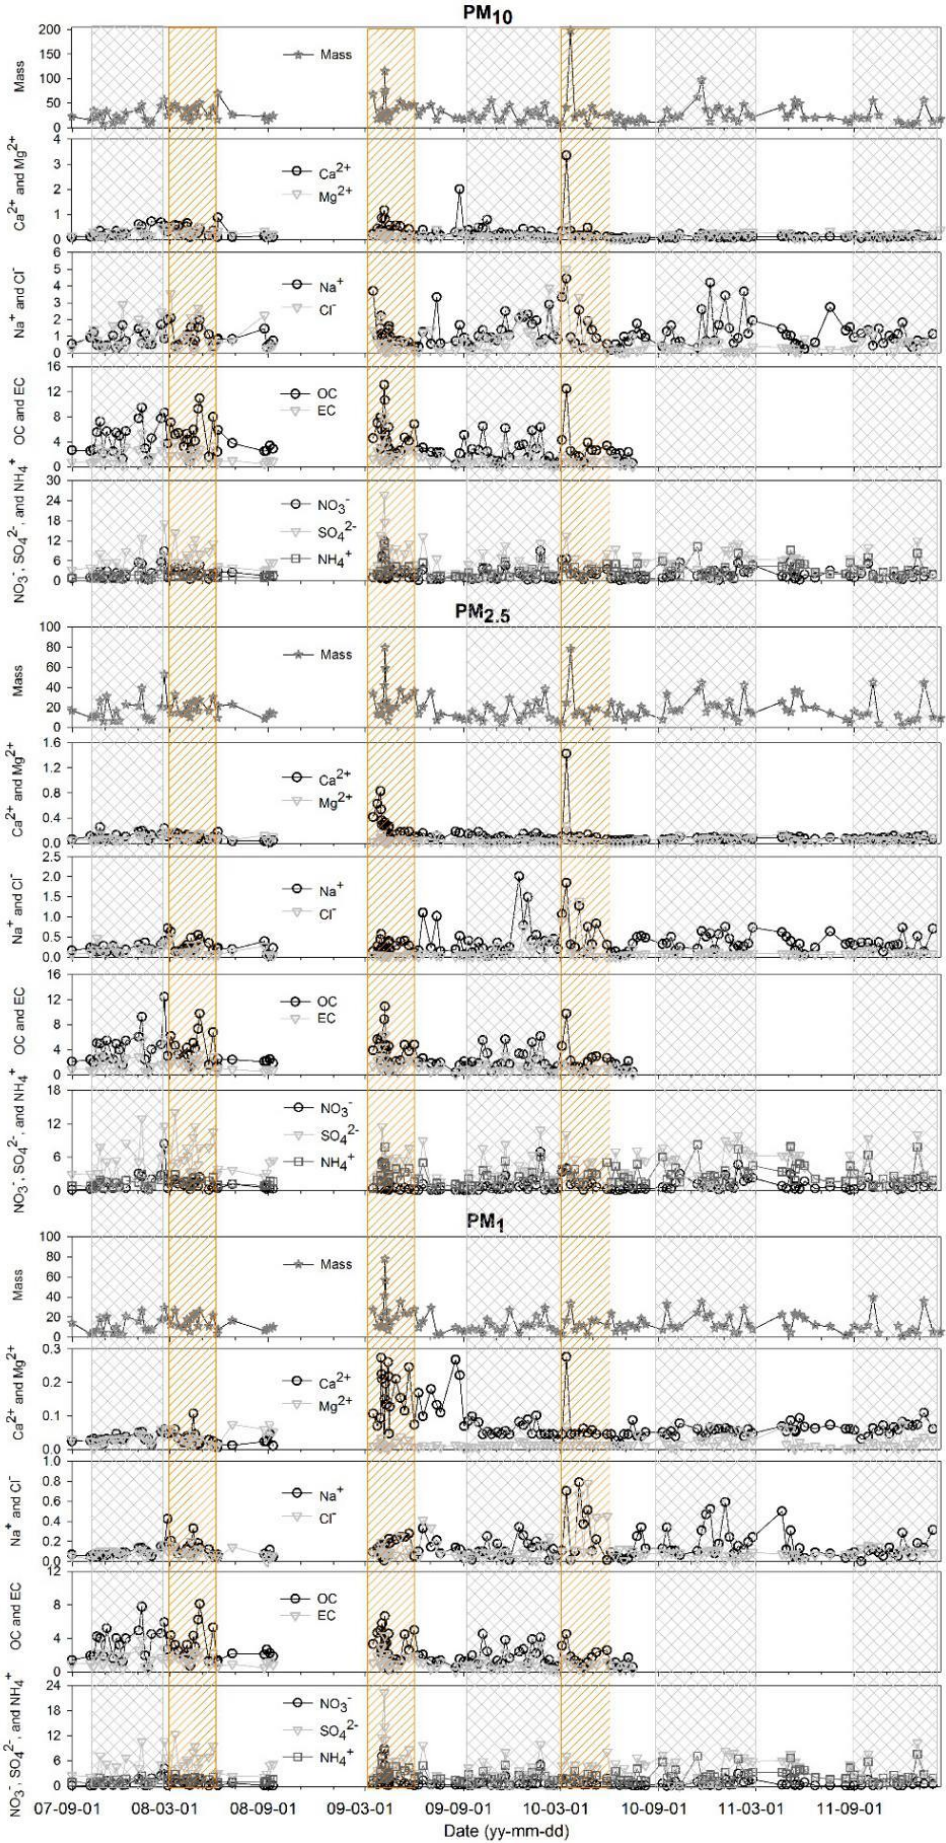 PM10
Mass
200
150
100
50
0
Mass
Ca2+ and Mg2+
4
3
2
1
0
Ca2+
Mg2+
Na+ and Cl-
6
5
4
3
2
1
0
Na+
Cl-
OC and EC
16
12
8
4
0
OC
EC
NO3-, SO42-, and NH4+
30
24
18
12
6
0
NO3-
SO42-
NH4+
PM2.5
Mass
100
80
60
40
20
0
Mass
Ca2+ and Mg2+
1.6
1.2
0.8
0.4
0.0
Ca2+
Mg2+
Na+ and Cl-
2.5
2.0
1.5
1.0
0.5
0.0
Na+
Cl-
OC and EC
16
12
8
4
0
OC
EC
NO3-, SO42-, and NH4+
18
12
6
0
NO3-
SO42-
NH4+
PM1
Mass
100
80
60
40
20
0
Mass
Ca2+ and Mg2+
0.3
0.2
0.1
0.0
Ca2+
Mg2+
Na+ and Cl-
1.0
0.8
0.6
0.4
0.2
0.0
Na+
Cl-
OC and EC
12
8
4
0
OC
EC
NO3-, SO42-, and NH4+
24
18
12
6
0
NO3-
SO42-
NH4+
07-09-01 08-03-01 08-09-01 09-03-01 09-09-01 10-03-01 10-09-01 11-03-01 11-09-01
Date (yy-mm-dd)